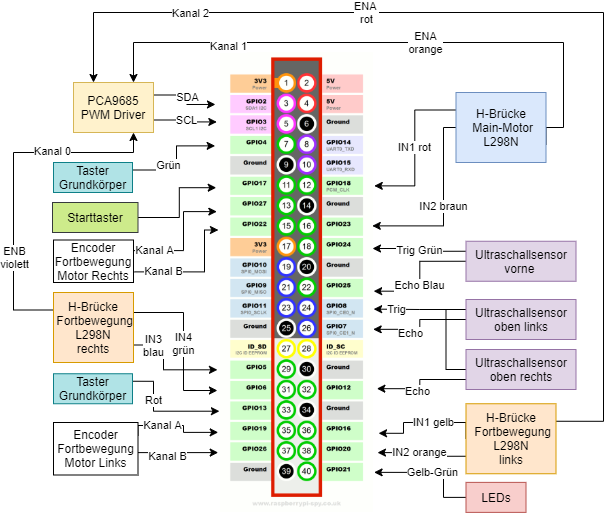 Kanal 2
ENA
rot
Kanal 1
ENA
orange
PCA9685
PWM Driver
SDA
SCL
Kanal 0
Taster
Grundkörper
Grün
Starttaster
Encoder
Fortbewegung
Motor Rechts
Kanal A
Kanal B
ENB
violett
H-Brücke
Fortbewegung
L298N
rechts
IN3
blau
IN4
grün
Taster
Grundkörper
Rot
Encoder
Fortbewegung
Motor Links
Kanal A
Kanal B
3V3
Power
1
2
5V
Power
GPIO2
SDA1 I2C
3
4
5V
Power
GPIO3
SCL1 I2C
5
6
Ground
GPIO4
7
8
GPIO14
UART0_TXD
Ground
9
10
GPIO15
UART0_RXD
GPIO17
11
12
GPIO18
PCM_CLK
GPIO27
13
14
Ground
GPIO22
15
16
GPIO23
3V3
Power
17
18
GPIO24
GPIO10
SPI0_MOSI
19
20
Ground
GPIO9
SPI0_MISO
21
22
GPIO25
GPIO11
SPI0_SCLK
23
24
GPIO8
SPI0_CE0_N
Ground
25
26
GPIO7
SPI0_CE1_N
ID_SD
I2C ID EEPROM
27
28
ID_SC
I2C ID EEPROM
GPIO5
29
30
Ground
GPIO6
31
32
GPIO12
GPIO13
33
34
Ground
GPIO19
35
36
GPIO16
GPIO26
37
38
GPIO20
Ground
39
40
GPIO21
www.raspberrypi-spy.co.uk
H-Brücke
Main-Motor
L298N
IN1 rot
IN2 braun
Ultraschallsensor
vorne
Trig Grün
Echo Blau
Ultraschallsensor
oben links
Trig
Echo
Ultraschallsensor
oben rechts
Echo
H-Brücke
Fortbewegung
L298N
links
IN1 gelb
IN2 orange
Gelb-Grün
LEDs